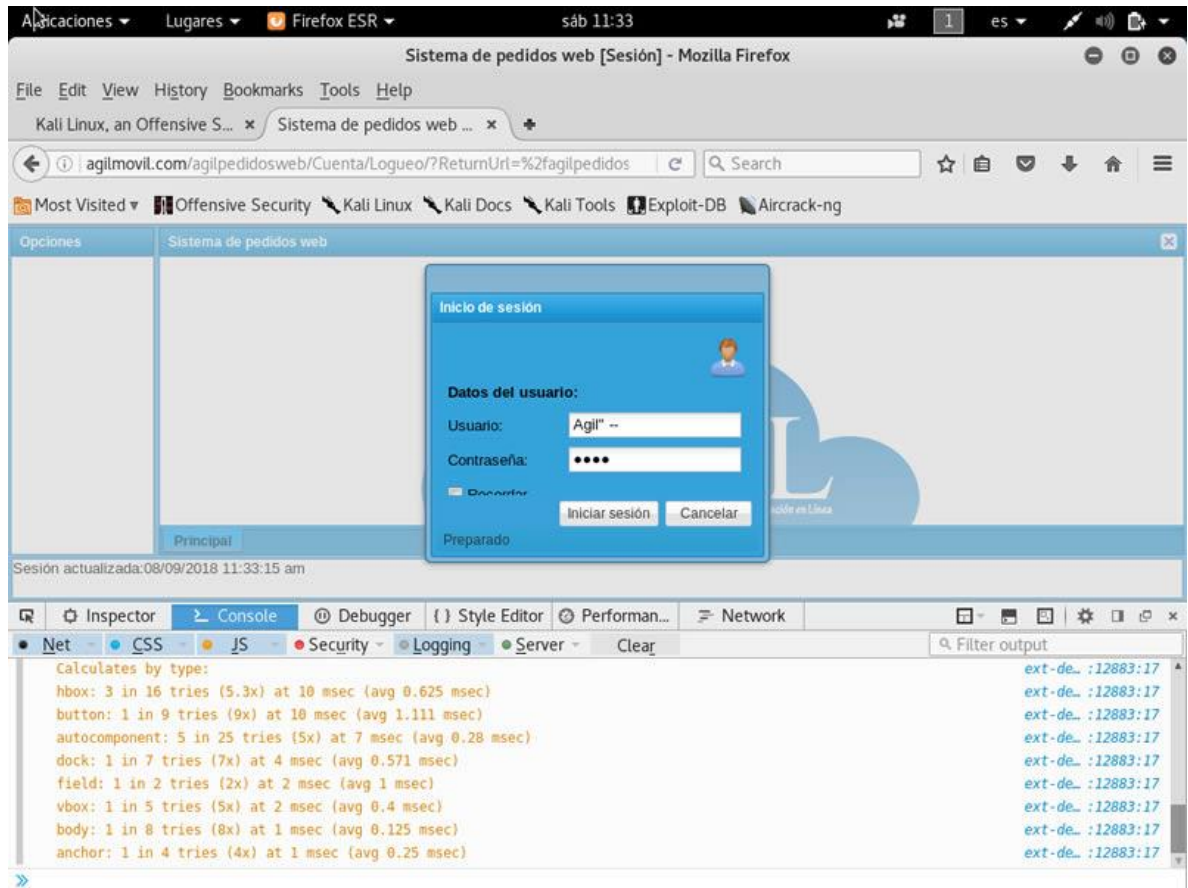 Aplicaciones Lugares Firefox ESR sáb 11:33 1 es
Sistema de pedidos web [Sesión] - Mozilla Firefox
File Edit View History Bookmarks Tools Help
Kali Linux, an Offensive S... × Sistema de pedidos web ... ×
agilmovil.com/agilpedidosweb/Cuenta/Logueo/?ReturnUrl=%2fagilpedidos Search
Most Visited Offensive Security Kali Linux Kali Docs Kali Tools Exploit-DB Aircrack-ng
Opciones Sistema de pedidos web
Inicio de sesión
Datos del usuario:
Usuario: Agil" --
Contraseña: ••••
Recordar
Iniciar sesión Cancelar
Preparado
Principal
Sesión actualizada:08/09/2018 11:33:15 am
Inspector Console Debugger { } Style Editor Performan... Network
Net CSS JS Security Logging Server Clear Filter output
Calculates by type: ext-de… :12883:17
hbox: 3 in 16 tries (5.3x) at 10 msec (avg 0.625 msec) ext-de… :12883:17
button: 1 in 9 tries (9x) at 10 msec (avg 1.111 msec) ext-de… :12883:17
autocomponent: 5 in 25 tries (5x) at 7 msec (avg 0.28 msec) ext-de… :12883:17
dock: 1 in 7 tries (7x) at 4 msec (avg 0.571 msec) ext-de… :12883:17
field: 1 in 2 tries (2x) at 2 msec (avg 1 msec) ext-de… :12883:17
vbox: 1 in 5 tries (5x) at 2 msec (avg 0.4 msec) ext-de… :12883:17
body: 1 in 8 tries (8x) at 1 msec (avg 0.125 msec) ext-de… :12883:17
anchor: 1 in 4 tries (4x) at 1 msec (avg 0.25 msec) ext-de… :12883:17